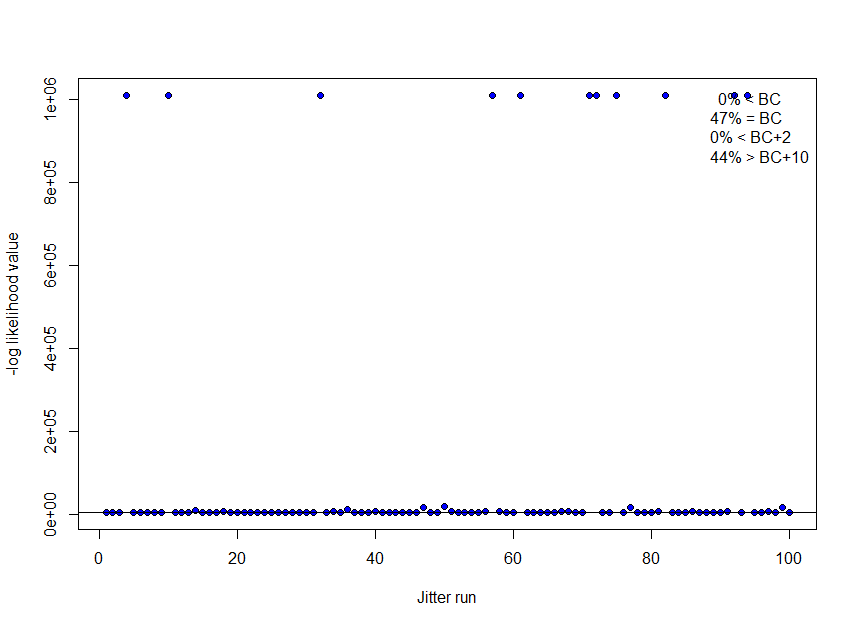 1e+06
8e+05
6e+05
4e+05
2e+05
0e+00
-log likelihood value
0% < BC
47% = BC
0% < BC+2
44% > BC+10
0 20 40 60 80 100
Jitter run